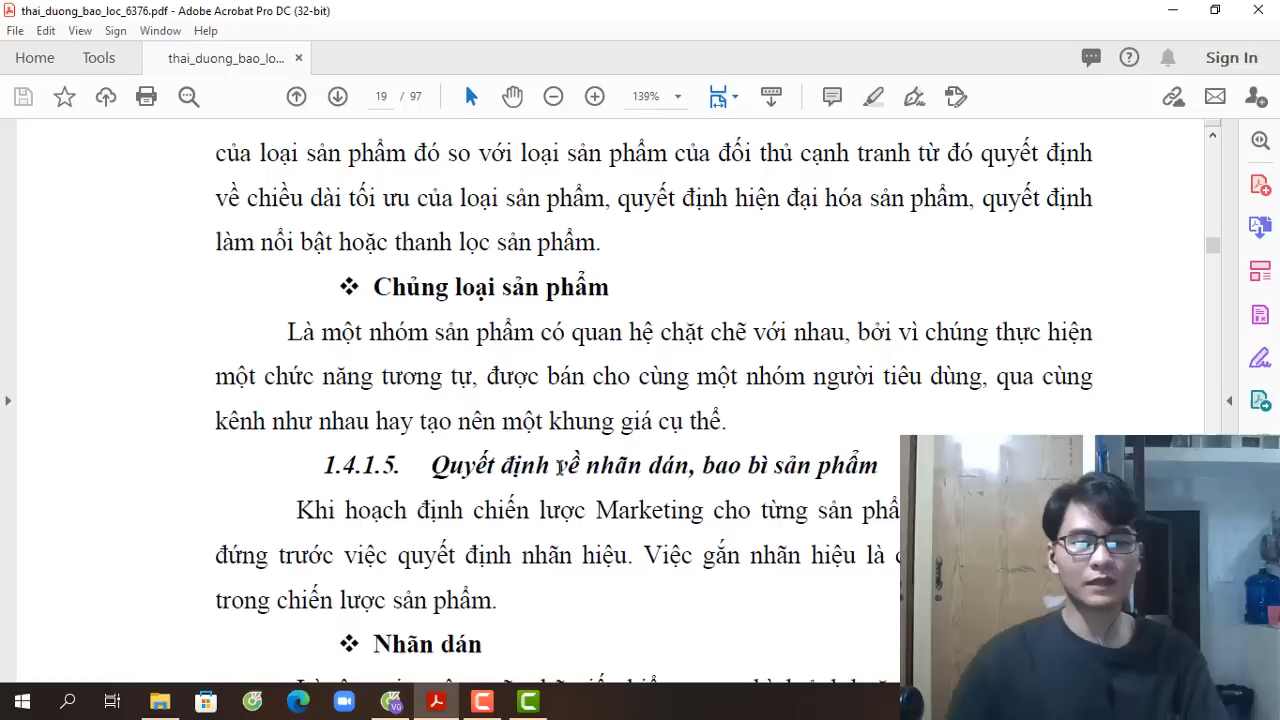 thai_duong_bao_loc_6376.pdf - Adobe Acrobat Pro DC (32-bit)
File Edit View Sign Window Help
Home Tools thai_duong_bao_lo... × Sign In
19 / 97 139%
của loại sản phẩm đó so với loại sản phẩm của đối thủ cạnh tranh từ đó quyết định
về chiều dài tối ưu của loại sản phẩm, quyết định hiện đại hóa sản phẩm, quyết định
làm nổi bật hoặc thanh lọc sản phẩm.
❖ Chủng loại sản phẩm
Là một nhóm sản phẩm có quan hệ chặt chẽ với nhau, bởi vì chúng thực hiện
một chức năng tương tự, được bán cho cùng một nhóm người tiêu dùng, qua cùng
kênh như nhau hay tạo nên một khung giá cụ thể.
1.4.1.5. Quyết định về nhãn dán, bao bì sản phẩm
Khi hoạch định chiến lược Marketing cho từng sản
đứng trước việc quyết định nhãn hiệu. Việc gắn nhãn hiệu là
trong chiến lược sản phẩm.
❖ Nhãn dán